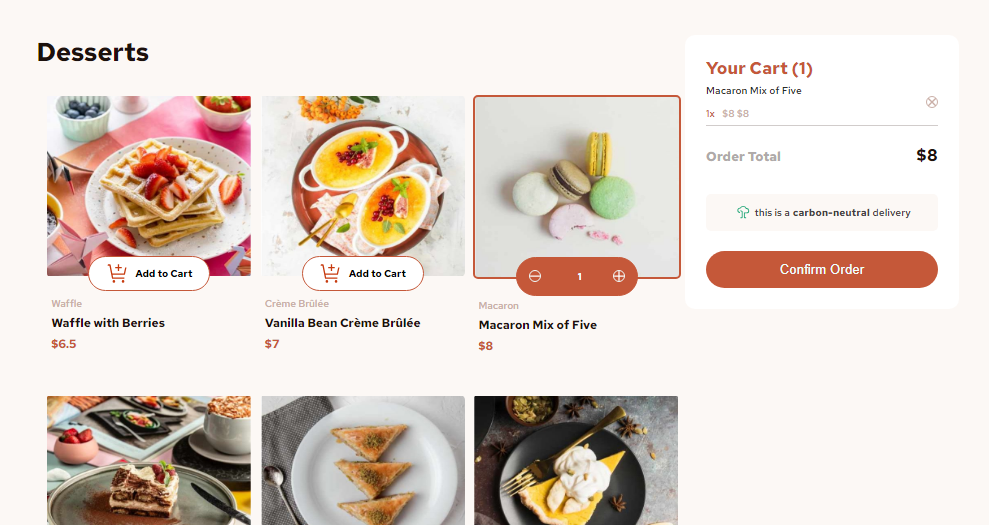 Desserts
Add to Cart
Waffle
Waffle with Berries
$6.5
Add to Cart
Crème Brûlée
Vanilla Bean Crème Brûlée
$7
1
Macaron
Macaron Mix of Five
$8
Your Cart (1)
Macaron Mix of Five
1x $8 $8
Order Total $8
this is a carbon-neutral delivery
Confirm Order